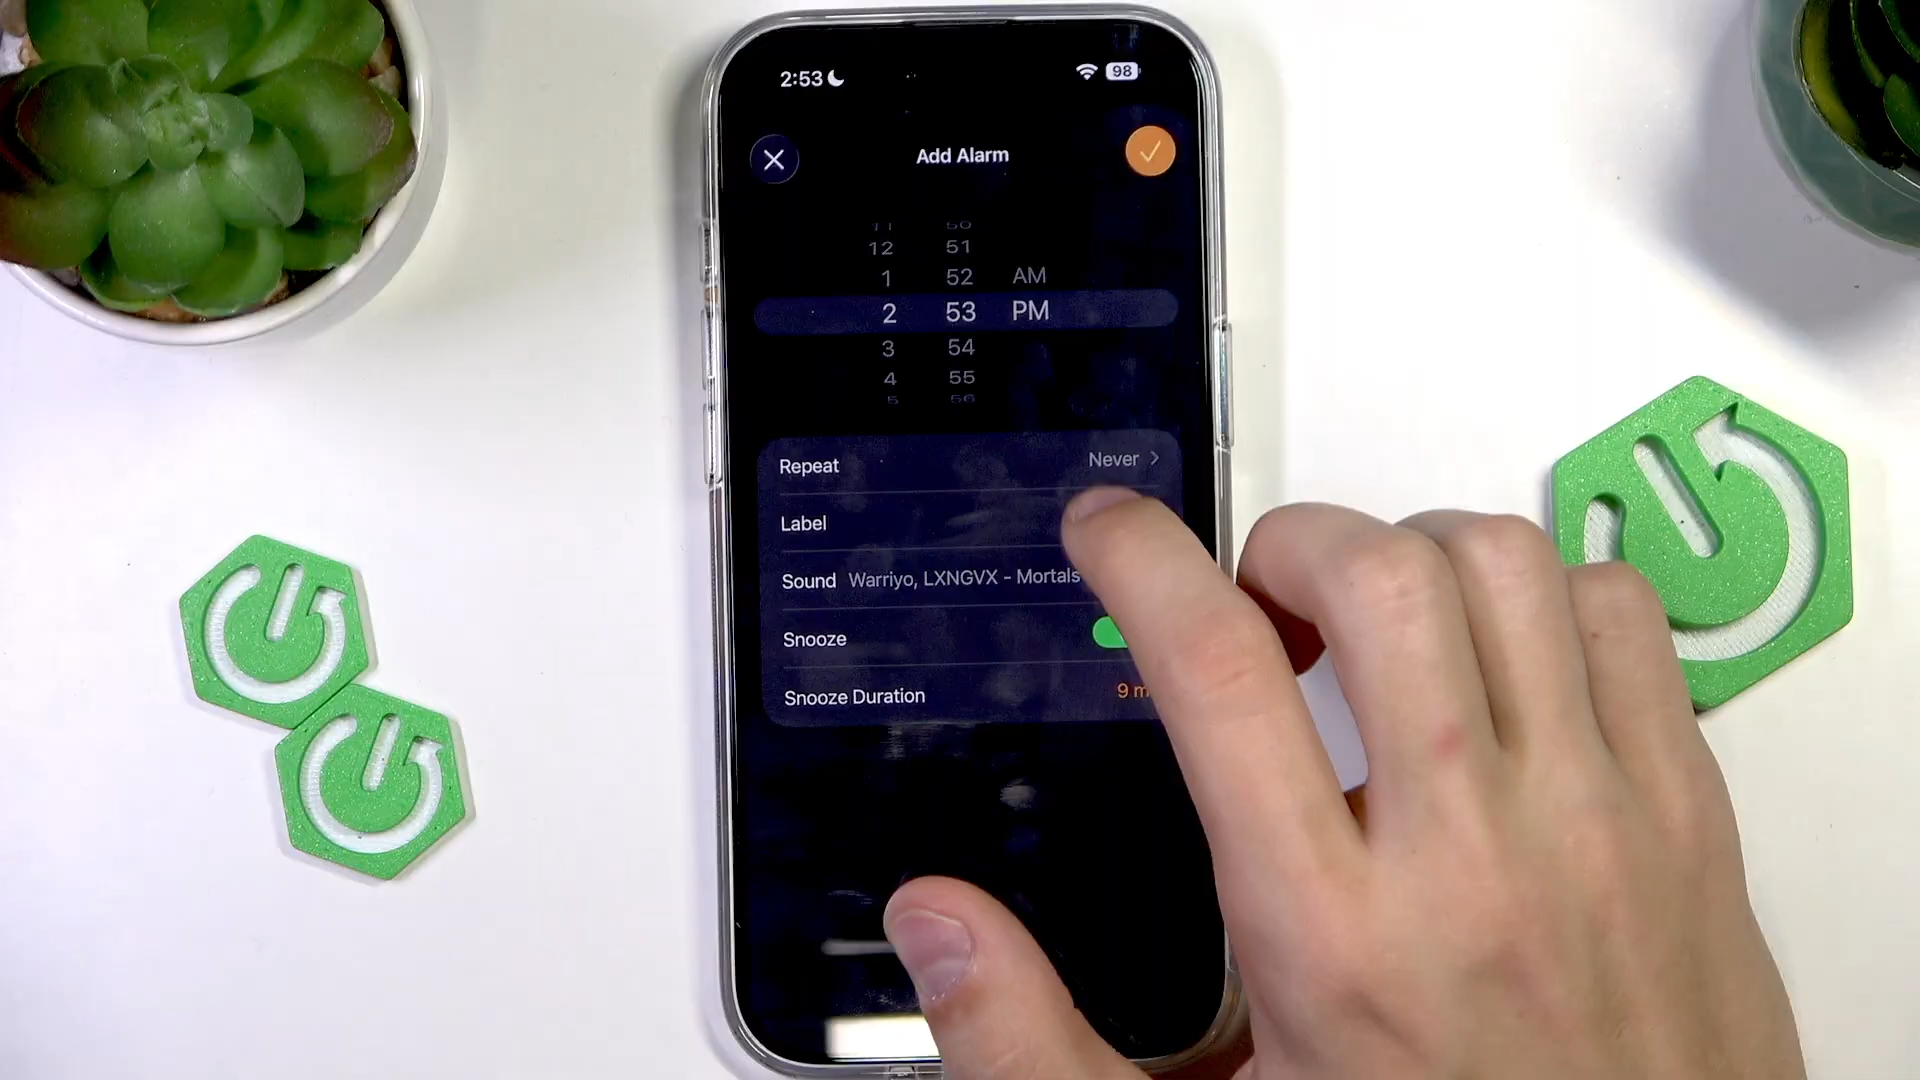 2:53
98
Add Alarm
11 50
12 51
1 52 AM
2 53 PM
3 54
4 55
5 56
Repeat Never
Label
Sound Warriyo, LXNGVX - Mortals
Snooze
Snooze Duration 9 m